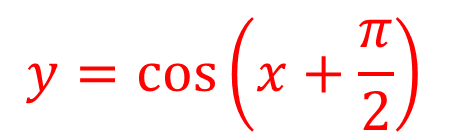 y = cos(x + π/2)